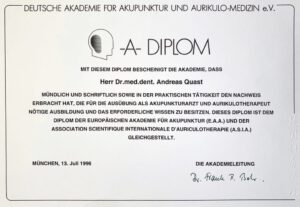 DEUTSCHE AKADEMIE FÜR AKUPUNKTUR UND AURIKULO-MEDIZIN e.V.
-A- DIPLOM
MIT DIESEM DIPLOM BESCHEINIGT DIE AKADEMIE, DASS
Herr Dr.med.dent. Andreas Quast
MÜNDLICH UND SCHRIFTLICH SOWIE IN DER PRAKTISCHEN TÄTIGKEIT DEN NACHWEIS
ERBRACHT HAT, DIE FÜR DIE AUSÜBUNG ALS AKUPUNKTURARZT UND AURIKULOTHERAPEUT
NÖTIGE AUSBILDUNG UND DAS ERFORDERLICHE WISSEN ZU BESITZEN. DIESES DIPLOM IST DEM
DIPLOM DER EUROPÄISCHEN AKADEMIE FÜR AKUPUNKTUR (E.A.A.) UND DER
ASSOCIATION SCIENTIFIQUE INTERNATIONALE D'AURICULOTHERAPIE (A.S.I.A.)
GLEICHGESTELLT.
MÜNCHEN, 13. Juli 1996
DIE AKADEMIELEITUNG
Dr. Frank R. Bahr